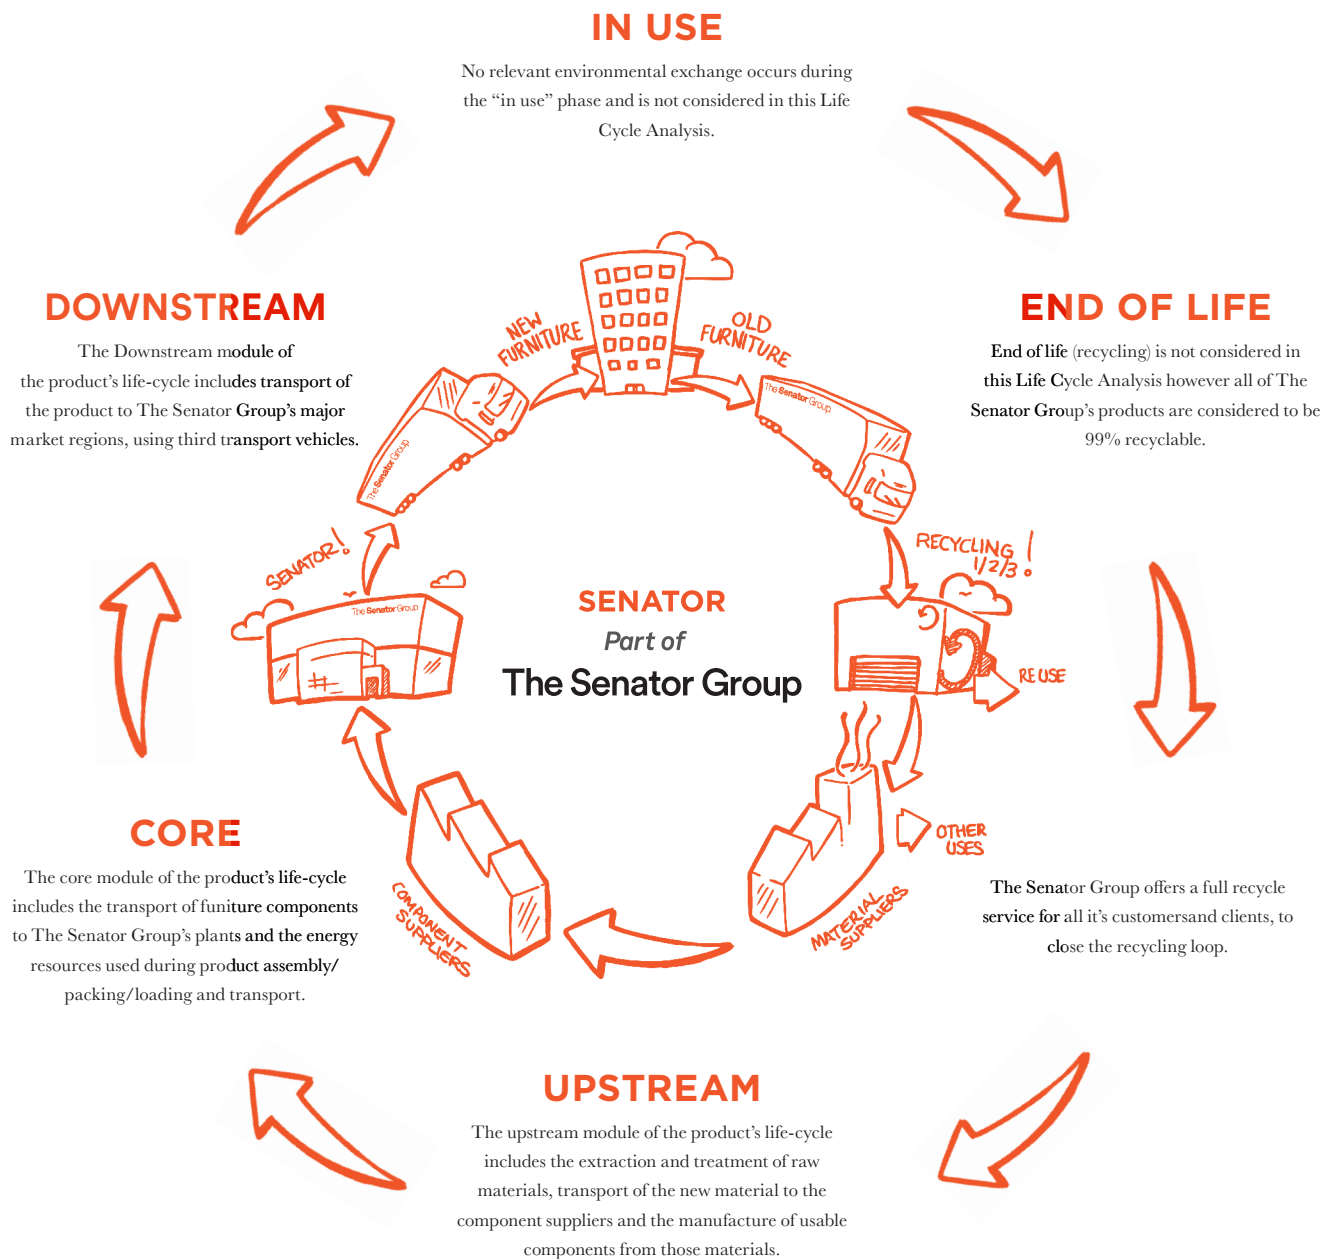 IN USE
No relevant environmental exchange occurs during
the “in use” phase and is not considered in this Life
Cycle Analysis.
DOWNSTREAM
The Downstream module of
the product’s life-cycle includes transport of
the product to The Senator Group’s major
market regions, using third transport vehicles.
END OF LIFE
End of life (recycling) is not considered in
this Life Cycle Analysis however all of The
Senator Group’s products are considered to be
99% recyclable.
NEW
FURNITURE
OLD
FURNITURE
The Senator Group
The Senator Group
SENATOR!
The Senator Group
RECYCLING !
1/2/3
RE USE
SENATOR
Part of
The Senator Group
CORE
The core module of the product’s life-cycle
includes the transport of funiture components
to The Senator Group’s plants and the energy
resources used during product assembly/
packing/loading and transport.
COMPONENT
SUPPLIERS
MATERIAL
SUPPLIERS
OTHER
USES
The Senator Group offers a full recycle
service for all it’s customersand clients, to
close the recycling loop.
UPSTREAM
The upstream module of the product’s life-cycle
includes the extraction and treatment of raw
materials, transport of the new material to the
component suppliers and the manufacture of usable
components from those materials.